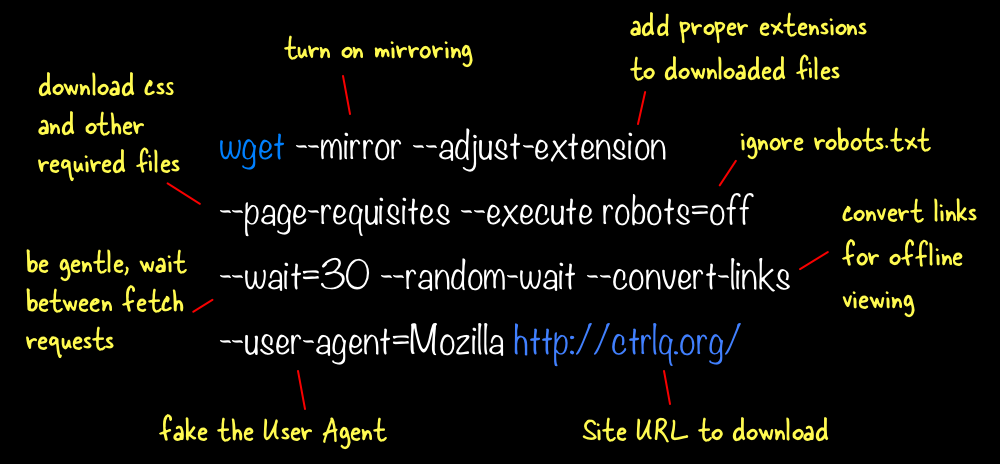 turn on mirroring
add proper extensions
to downloaded files
download css
and other
required files
wget --mirror --adjust-extension
ignore robots.txt
--page-requisites --execute robots=off
convert links
for offline
viewing
be gentle, wait
between fetch
requests
--wait=30 --random-wait --convert-links
--user-agent=Mozilla http://ctrlq.org/
fake the User Agent
Site URL to download